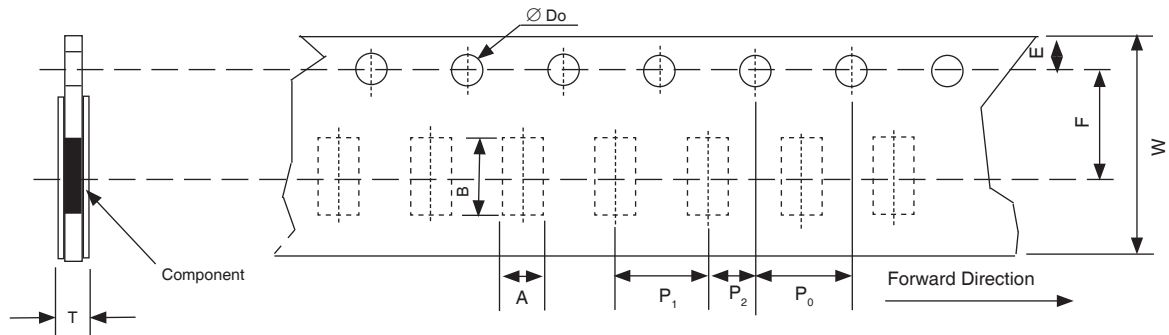 ∅ Do
E
F
W
B
Component
T
A
P₁
P₂
P₀
Forward Direction